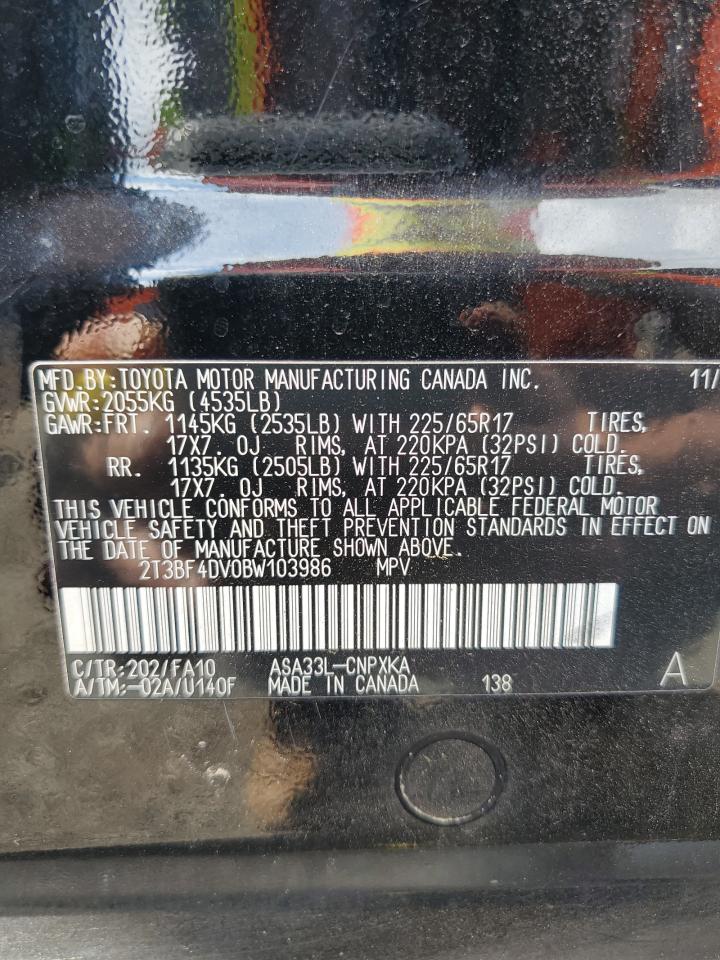 MFD.BY:TOYOTA MOTOR MANUFACTURING CANADA INC. 11/
GVWR:2055KG (4535LB)
GAWR:FRT. 1145KG (2535LB) WITH 225/65R17 TIRES,
17X7. 0J RIMS, AT 220KPA (32PSI) COLD.
RR. 1135KG (2505LB) WITH 225/65R17 TIRES,
17X7. 0J RIMS, AT 220KPA (32PSI) COLD.
THIS VEHICLE CONFORMS TO ALL APPLICABLE FEDERAL MOTOR
VEHICLE SAFETY AND THEFT PREVENTION STANDARDS IN EFFECT ON
THE DATE OF MANUFACTURE SHOWN ABOVE.
2T3BF4DV0BW103986 MPV
C/TR:202/FA10 ASA33L-CNPXKA
A/TM:-02A/U140F MADE IN CANADA 138 A